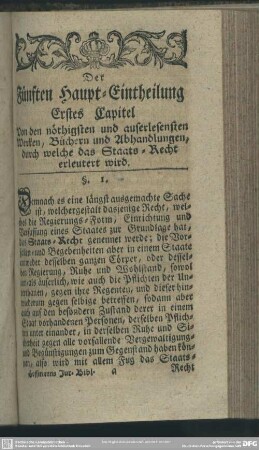 Der
Fünften Haupt-Eintheilung
Erstes Capitel
Von den nöthigsten und auserlesensten
Werken, Büchern und Abhandlungen,
durch welche das Staats-Recht
erleutert wird.
§. 1.
Demnach es eine längst ausgemachte Sache
ist, welchergestalt dasjenige Recht, wel-
ches die Regierungs-Form, Einrichtung und
Verfassung eines Staates zur Grundlage hat,
das Staats-Recht genennet werde; die Vor-
fallen- und Begebenheiten aber in einem Staate
entweder desselben ganzen Cörper, oder dessel-
ben Regierung, Ruhe und Wohlstand, sowol
als äuserlich, wie auch die Pflichten der Un-
terthanen, gegen ihre Regenten, und dieser hin-
wiederum gegen selbige betreffen, sodann aber
auch auf den besondern Zustand derer in einem
Staat vorhandenen Personen, derselben Pflich-
ten unter einander, in derselben Ruhe und Si-
cherheit gegen alle vorfallende Vergewaltigung
und Begünstigungen zum Gegenstand haben kön-
nen; also wird mit allem Fug das Staats-
Hofmanns Jur. Bibl. a Recht